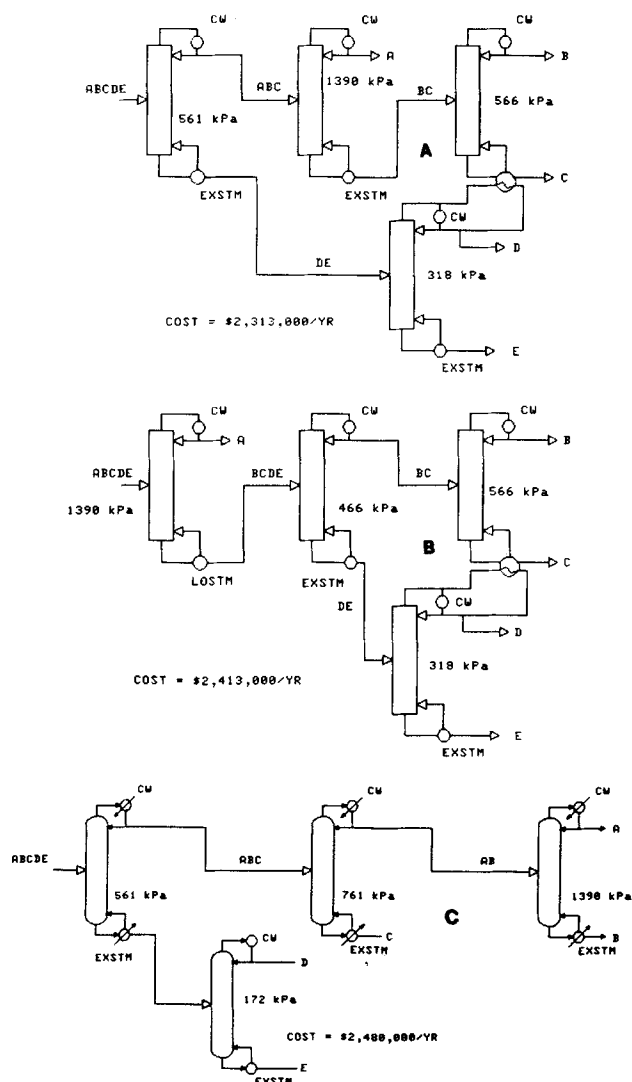 CW
CW
CW
ABCDE
561 kPa
ABC
A
1390 kPa
BC
B
566 kPa
A
EXSTM
EXSTM
C
CW
D
DE
318 kPa
COST = $2,313,000/YR
E
EXSTM
CW
CW
CW
ABCDE
A
BCDE
BC
B
1390 kPa
466 kPa
566 kPa
B
LOSTM
EXSTM
C
DE
CW
D
COST = $2,413,000/YR
318 kPa
E
EXSTM
CW
CW
CW
A
ABCDE
ABC
AB
561 kPa
761 kPa
1390 kPa
C
EXSTM
C
B
EXSTM
EXSTM
CW
D
172 kPa
COST = $2,480,000/YR
E
EXSTM